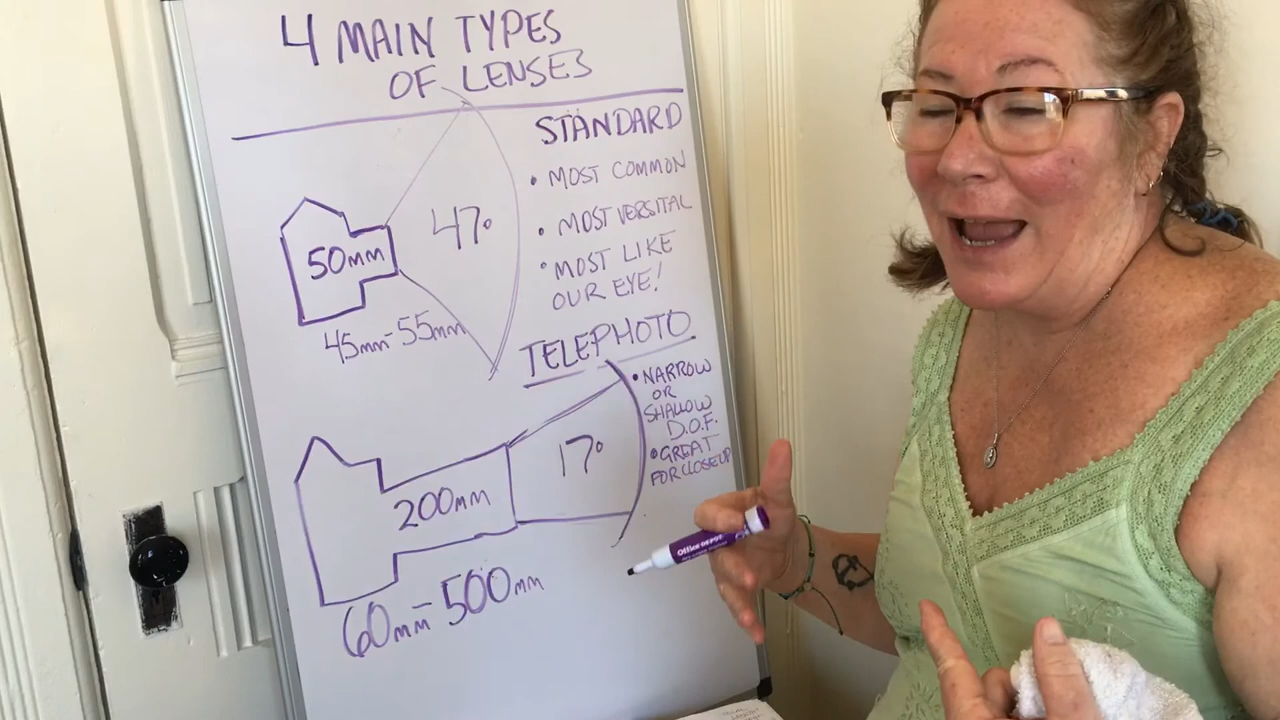 4 MAIN TYPES
OF LENSES
STANDARD
• MOST COMMON
• MOST VERSITAL
• MOST LIKE
OUR EYE!
47°
50mm
45mm-55mm
TELEPHOTO
• NARROW
OR
SHALLOW
D.O.F.
• GREAT
FOR CLOSEUP
17°
200mm
60mm-500mm
Office DEPOT